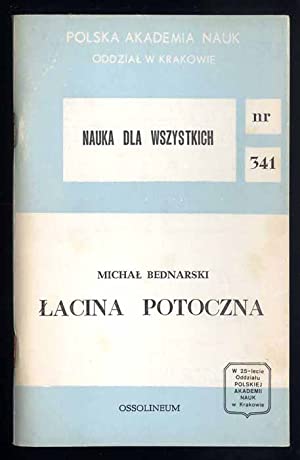 POLSKA AKADEMIA NAUK
ODDZIAŁ W KRAKOWIE
NAUKA DLA WSZYSTKICH
nr
341
MICHAŁ BEDNARSKI
ŁACINA POTOCZNA
W 25-lecie
Oddziału
POLSKIEJ
AKADEMII
NAUK
w Krakowie
OSSOLINEUM